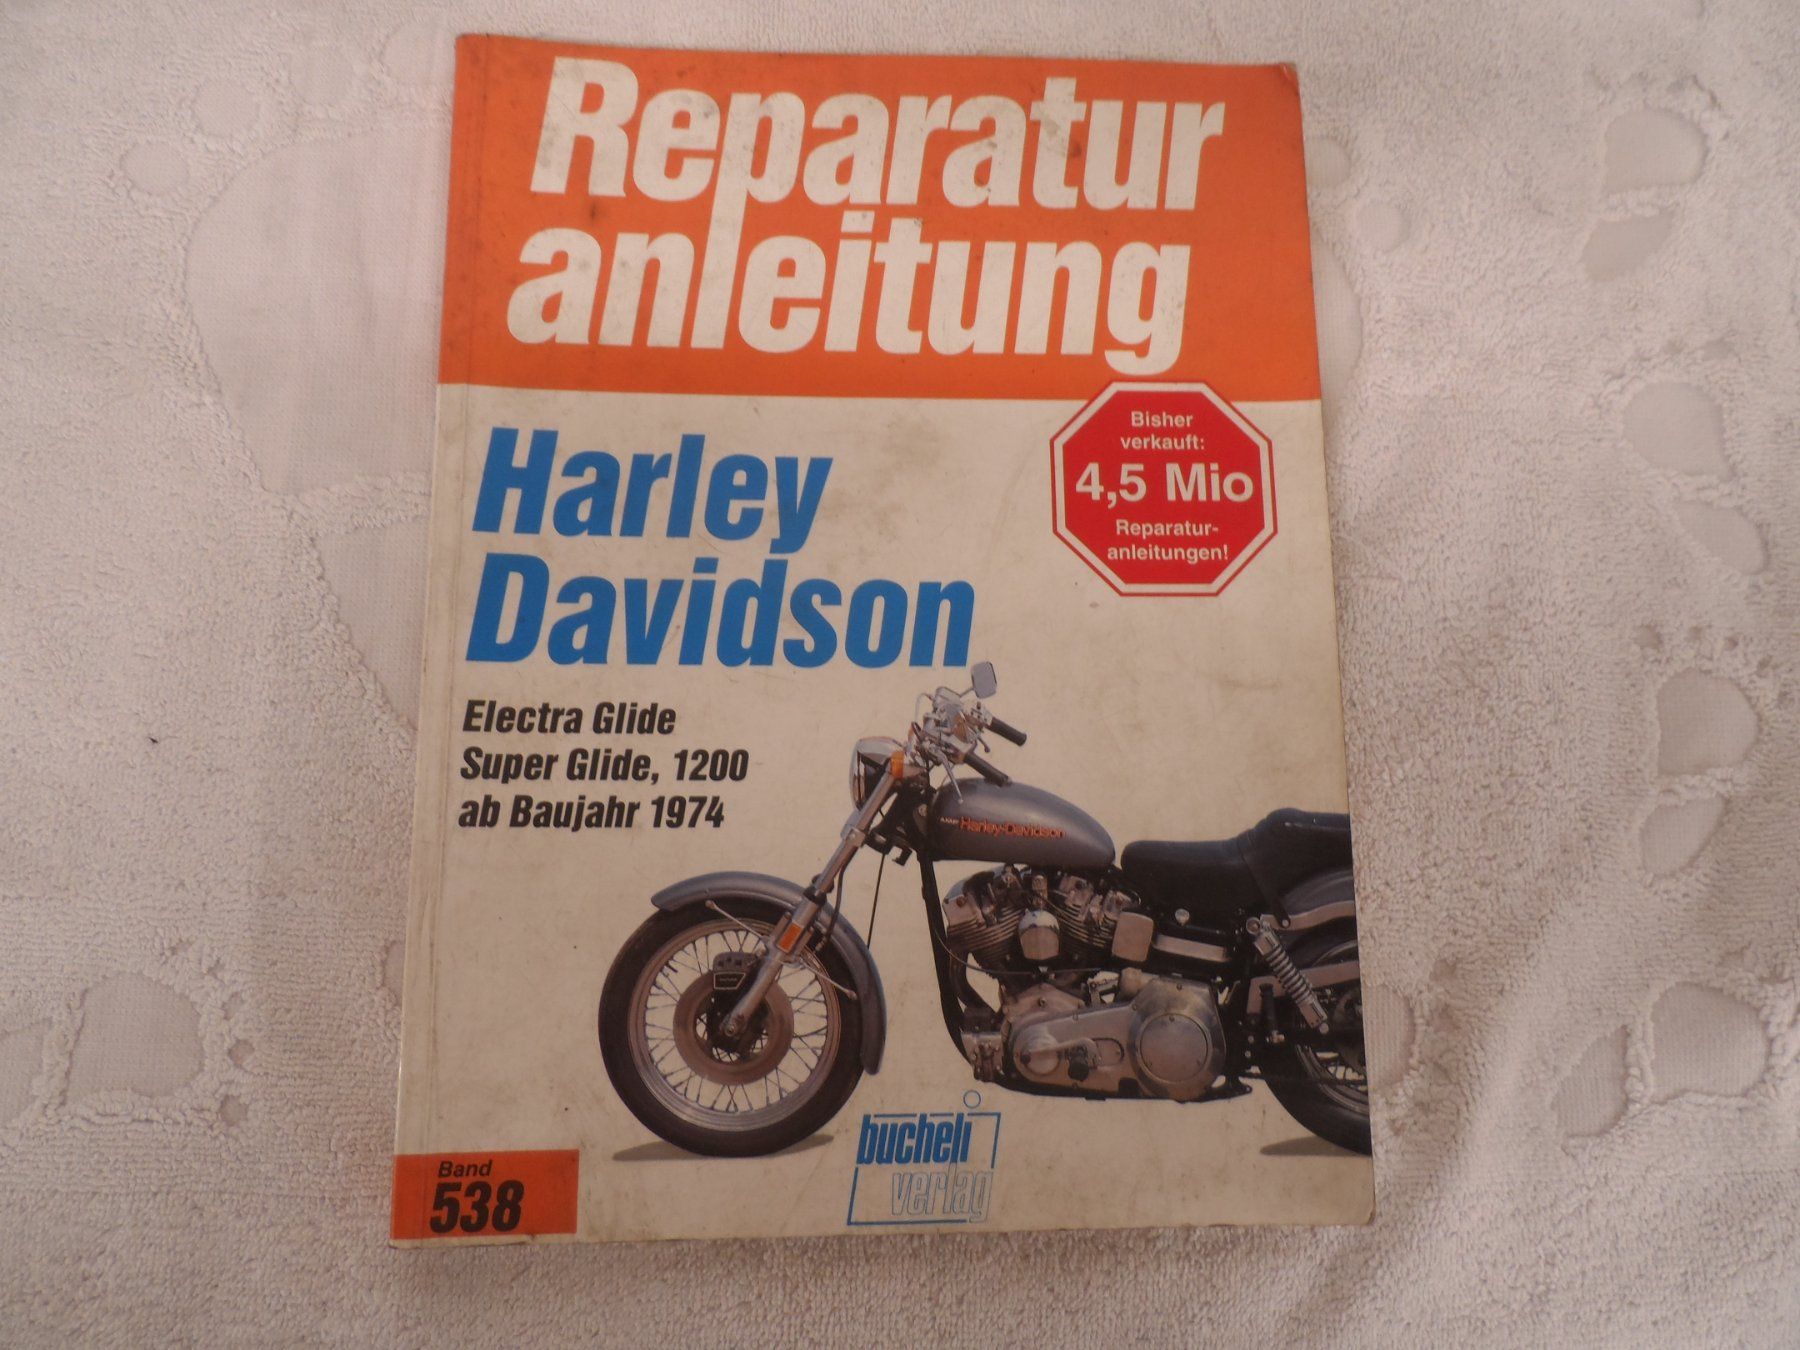 Reparatur
anleitung
Bisher
verkauft:
4,5 Mio
Reparatur-
anleitungen!
Harley
Davidson
Electra Glide
Super Glide, 1200
ab Baujahr 1974
Harley-Davidson
bucheli
verlag
Band
538